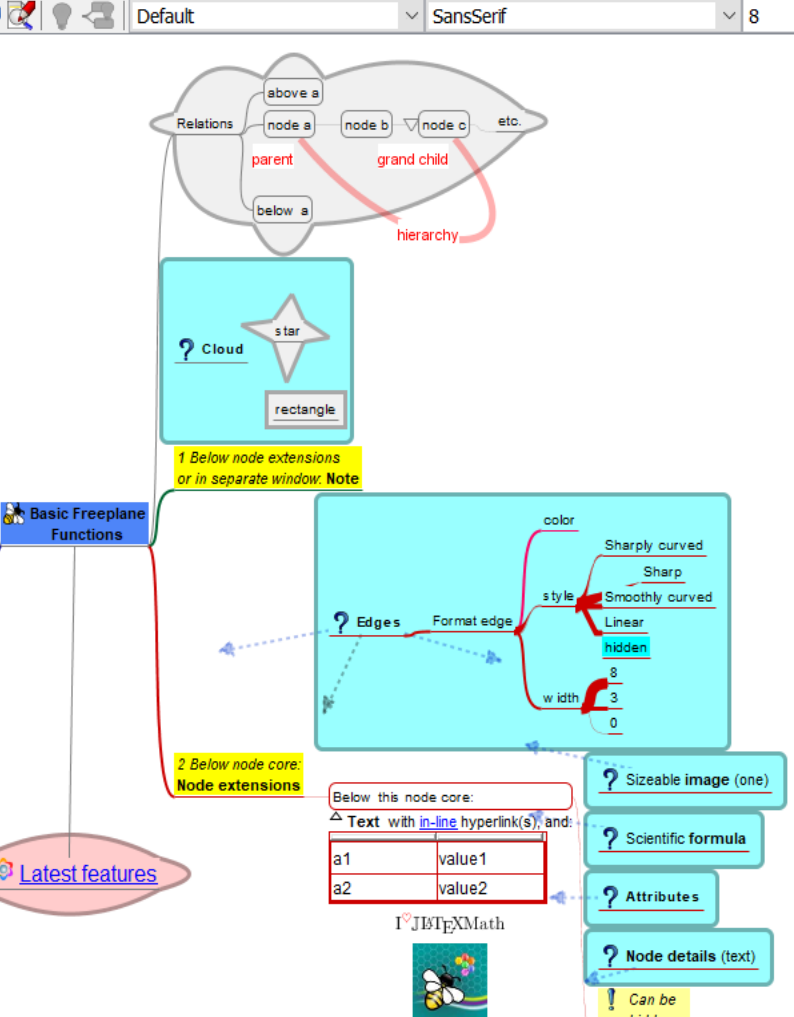 Default
SansSerif
8
above a
Relations
node a
node b
node c
etc.
parent
grand child
below a
hierarchy
star
Cloud
rectangle
1 Below node extensions
or in separate window: Note
Basic Freeplane
Functions
color
Sharply curved
Sharp
style
Smoothly curved
Edges
Format edge
Linear
hidden
8
width
3
0
2 Below node core:
Node extensions
Sizeable image (one)
Below this node core:
Text with in-line hyperlink(s), and:
Scientific formula
a1 value1
a2 value2
Latest features
Attributes
I♡JLATEXMath
Node details (text)
Can be